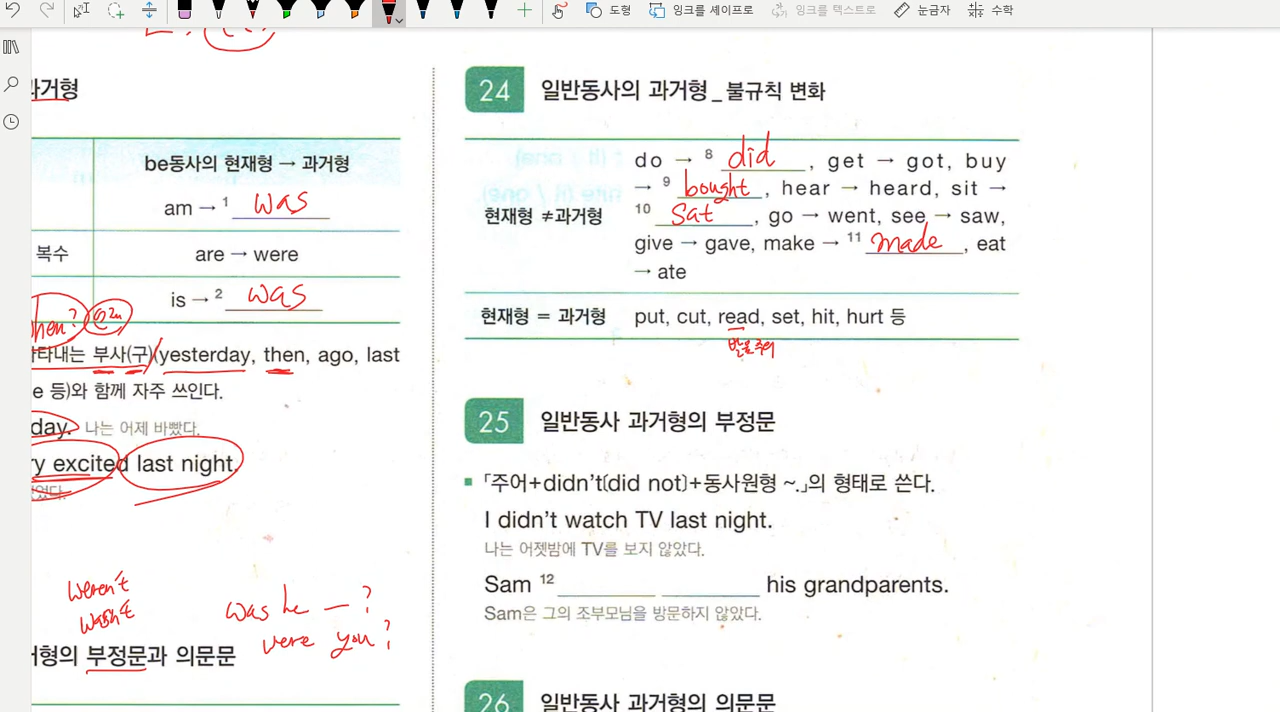 도형
잉크를 셰이프로
잉크를 텍스트로
눈금자
수학
과거형
be동사의 현재형 → 과거형
am → 1 was
복수
are → were
is → 2 was
when?
타내는 부사(구)(yesterday, then, ago, last
e 등)와 함께 자주 쓰인다.
day. 나는 어제 바빴다.
ry excited last night.
weren't
wasn't
was he — ?
were you?
거형의 부정문과 의문문
24 일반동사의 과거형_불규칙 변화
현재형 ≠과거형
do → 8 did , get → got, buy
→ 9 bought , hear → heard, sit →
10 sat , go → went, see → saw,
give → gave, make → 11 made , eat
→ ate
현재형 = 과거형 put, cut, read, set, hit, hurt 등
발음주의
25 일반동사 과거형의 부정문
「주어+didn't(did not)+동사원형 ~.」의 형태로 쓴다.
I didn't watch TV last night.
나는 어젯밤에 TV를 보지 않았다.
Sam 12 his grandparents.
Sam은 그의 조부모님을 방문하지 않았다.
26 일반동사 과거형의 의문문